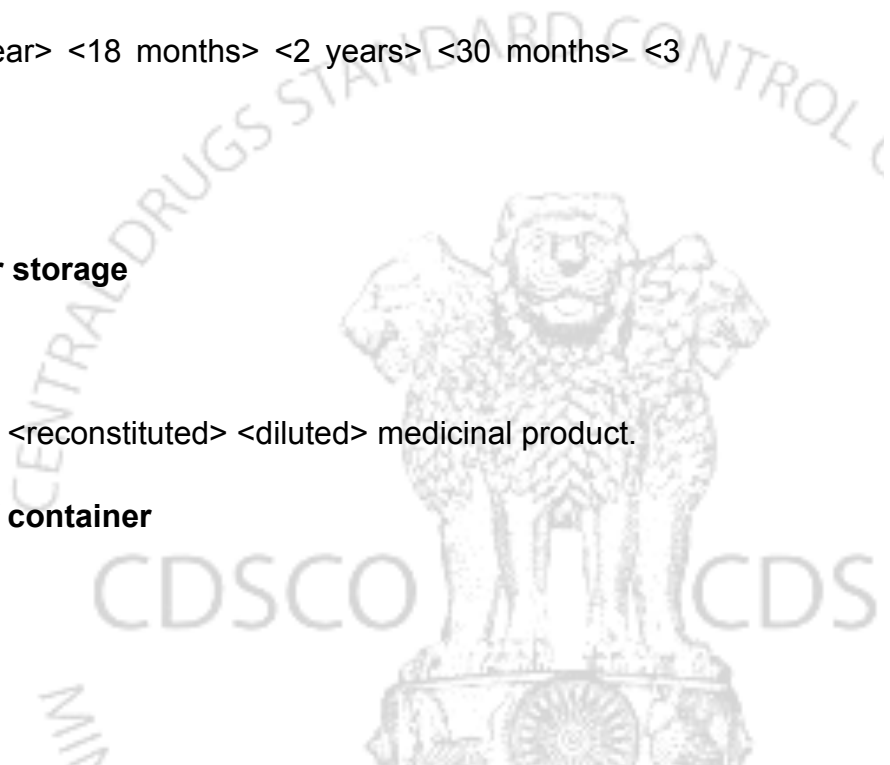 ear> <18 months> <2 years> <30 months> <3
r storage
<reconstituted> <diluted> medicinal product.
container
CENTRAL DRUGS STANDARD CONTROL
CDSCO CDS